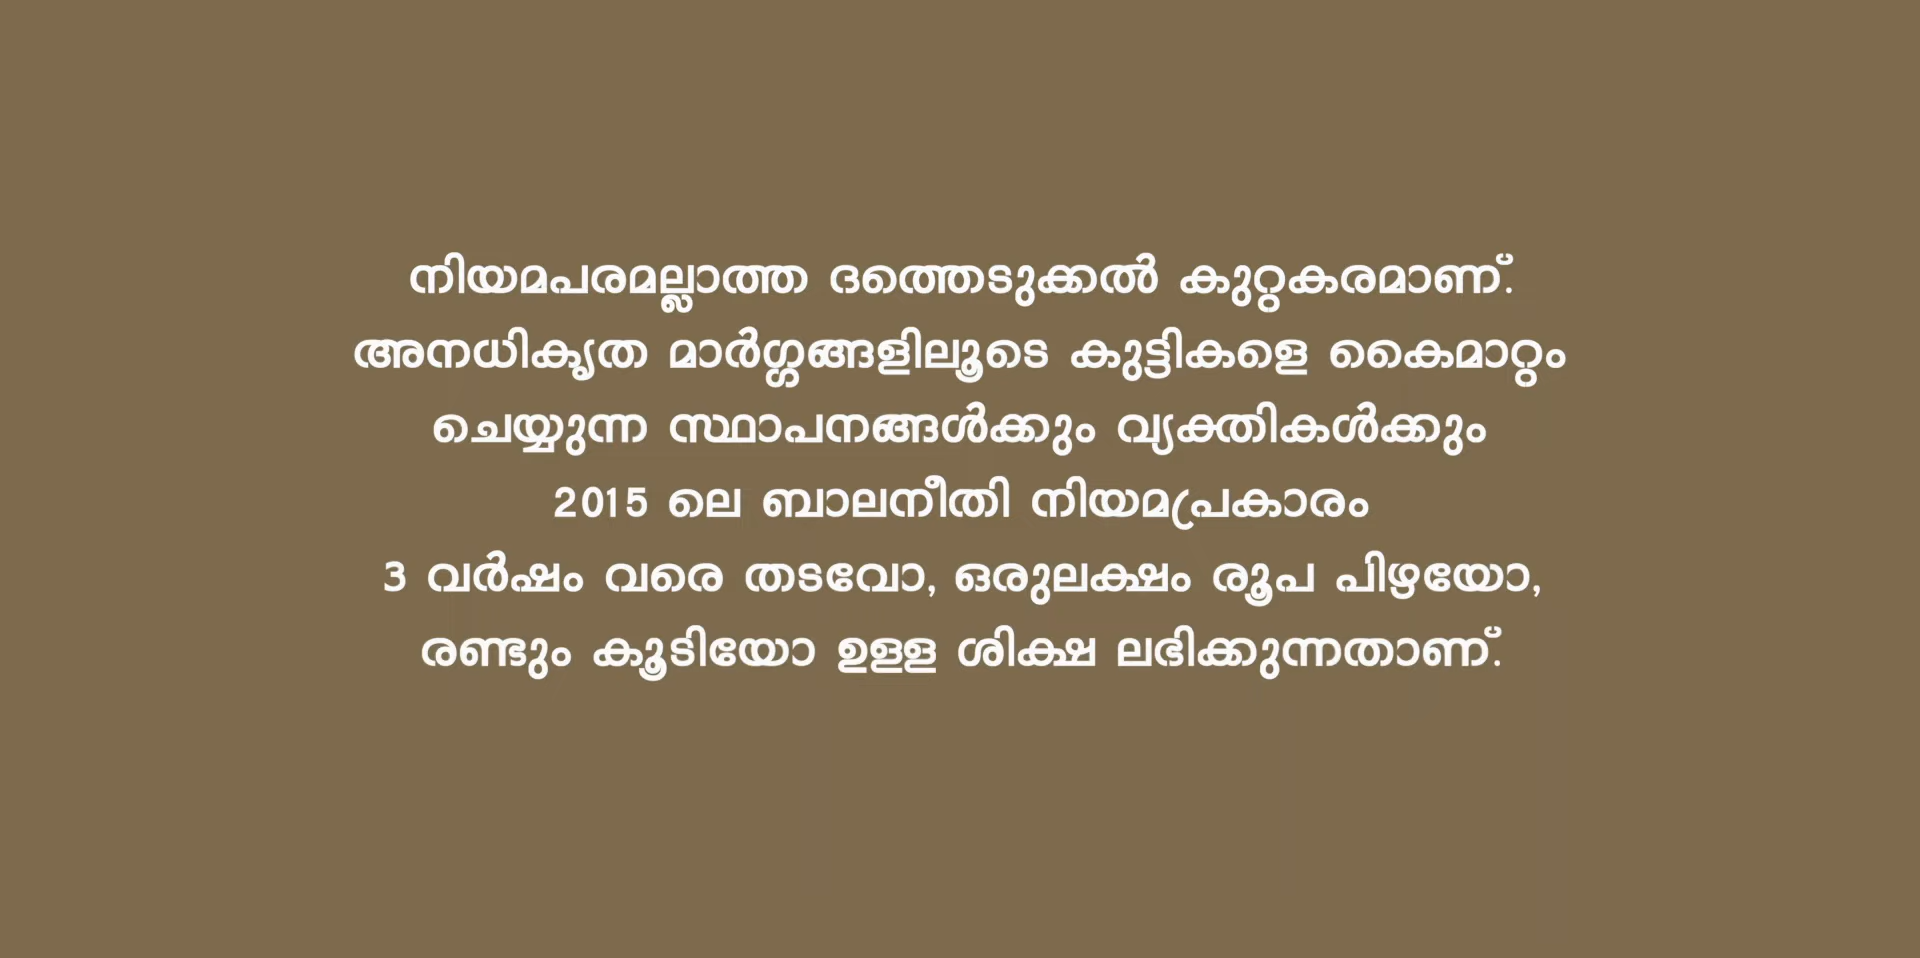 നിയമപരമല്ലാത്ത ദത്തെടുക്കൽ കുറ്റകരമാണ്.
അനധികൃത മാർഗ്ഗങ്ങളിലൂടെ കുട്ടികളെ കൈമാറ്റം
ചെയ്യുന്ന സ്ഥാപനങ്ങൾക്കും വ്യക്തികൾക്കും
2015 ലെ ബാലനീതി നിയമപ്രകാരം
3 വർഷം വരെ തടവോ, ഒരുലക്ഷം രൂപ പിഴയോ,
രണ്ടും കൂടിയോ ഉള്ള ശിക്ഷ ലഭിക്കുന്നതാണ്.